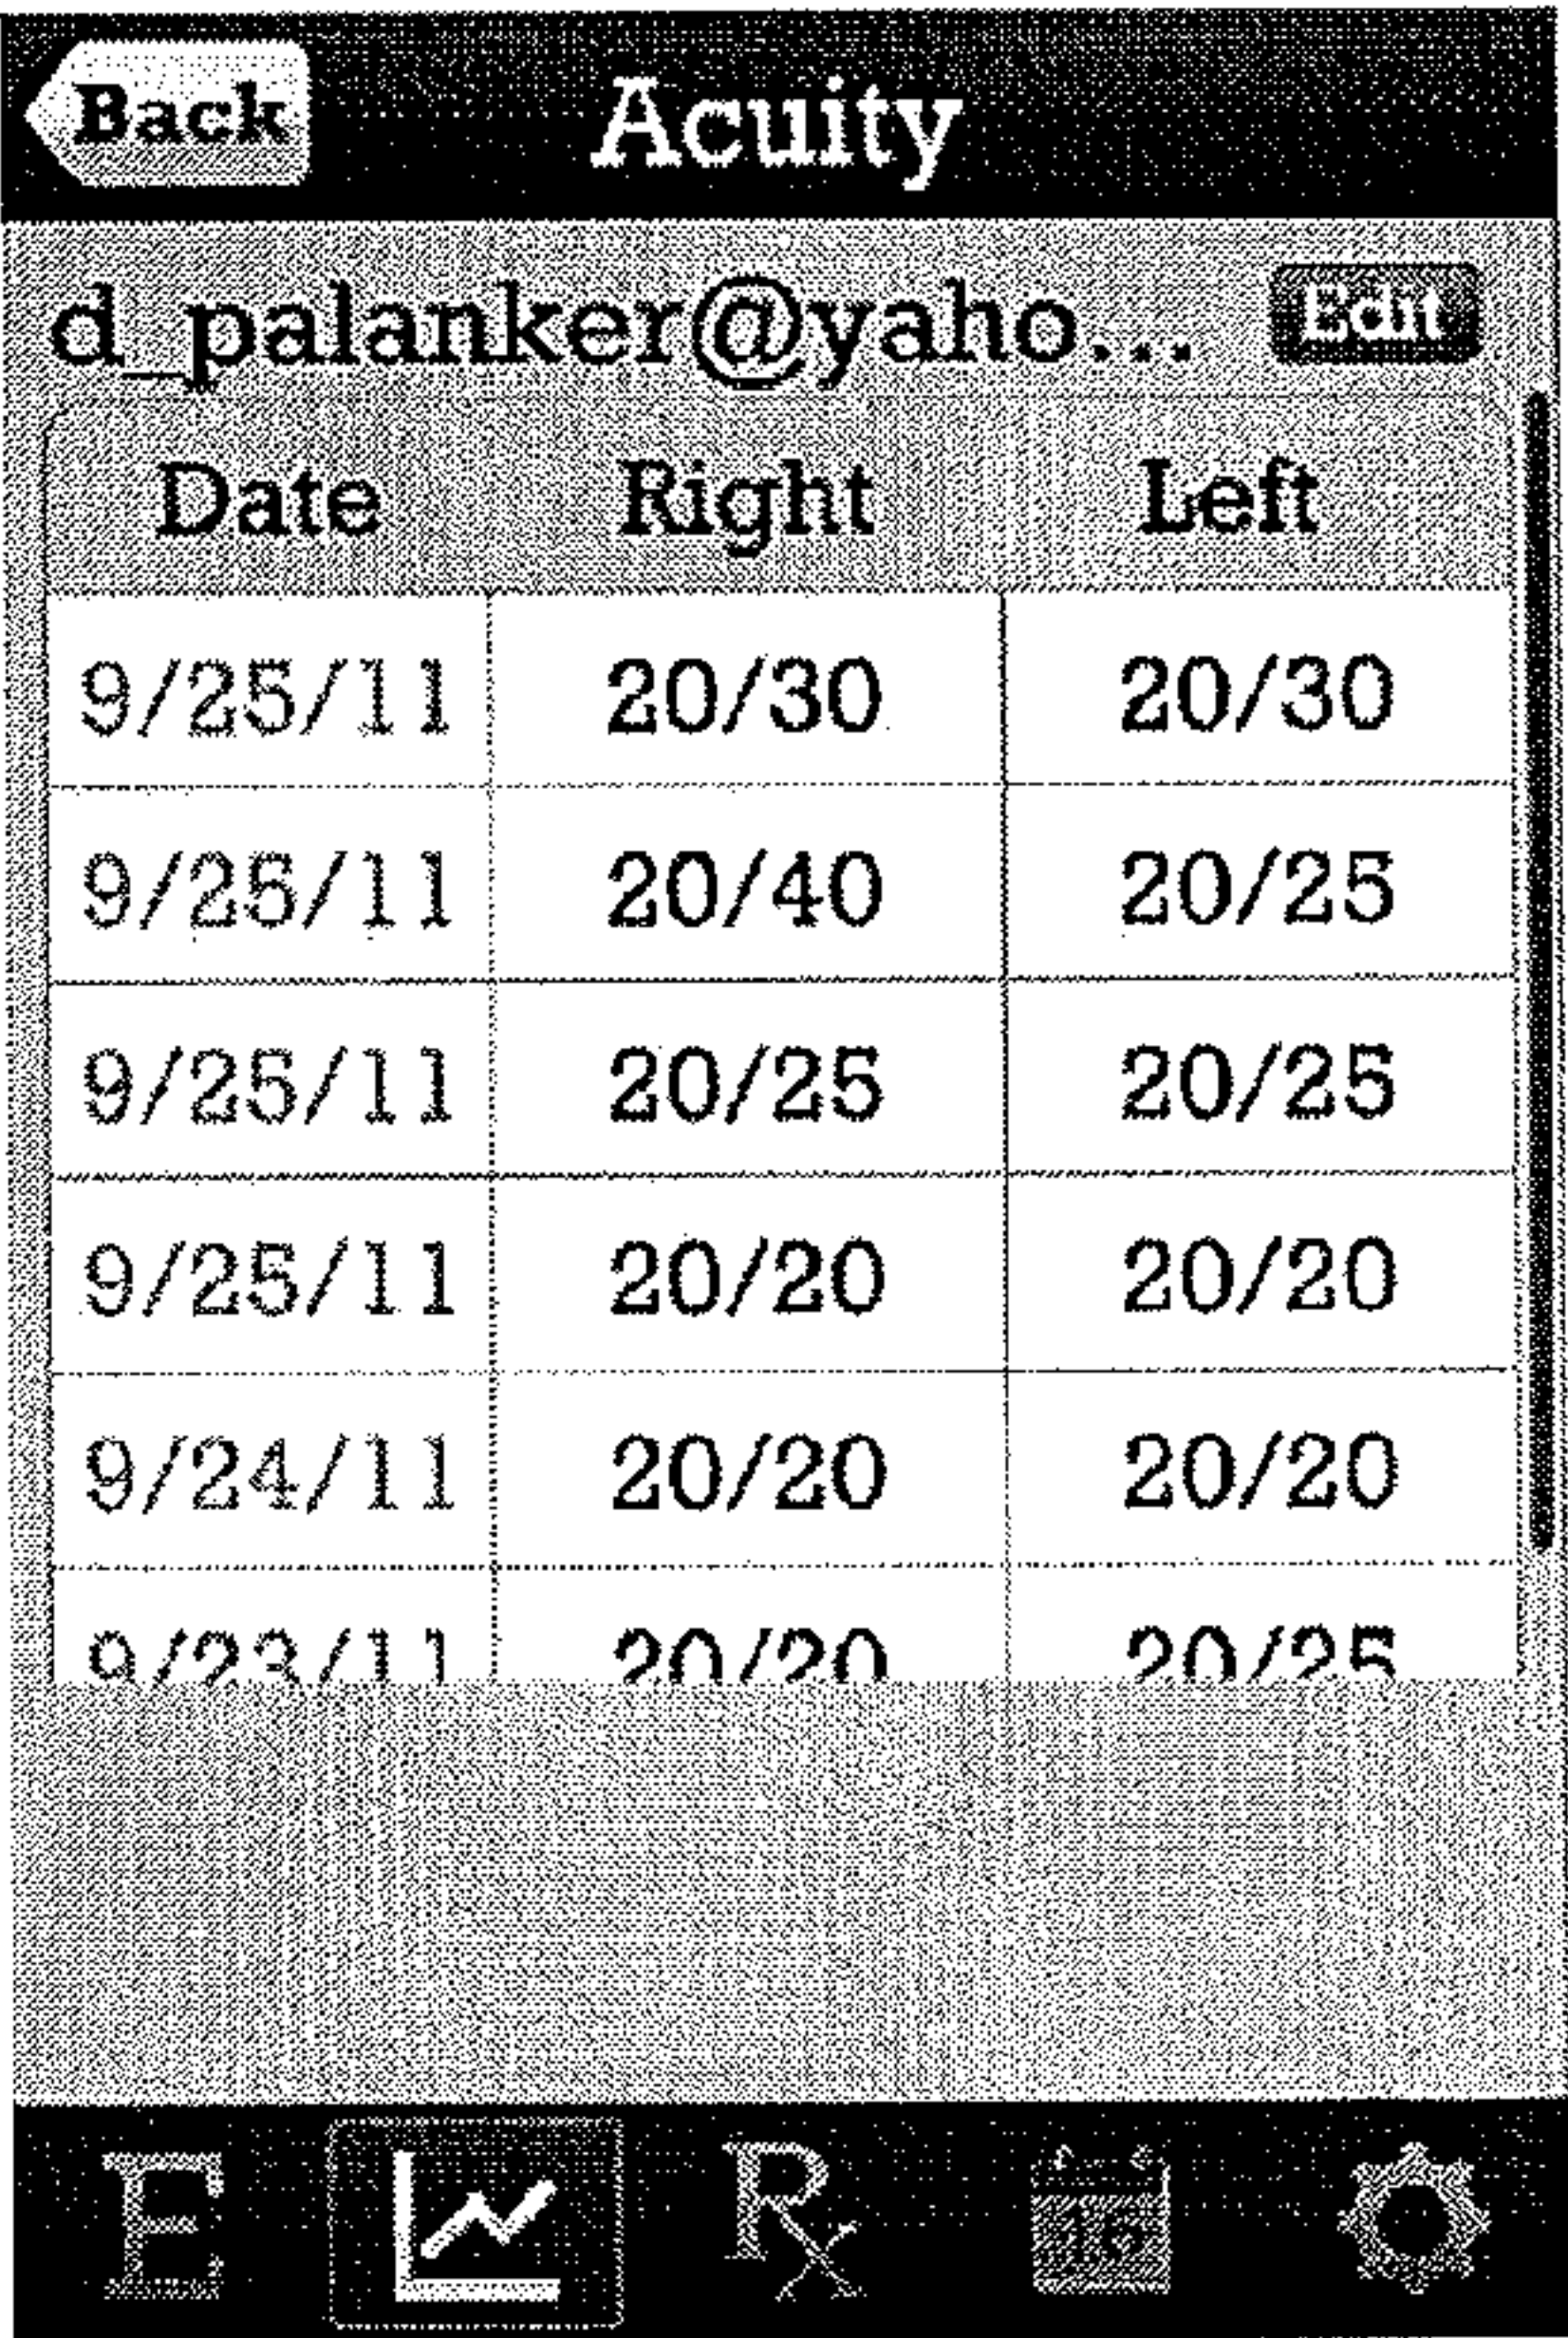 Back Acuity
d_palanker@yaho... Edit
Date Right Left
9/25/11 20/30 20/30
9/25/11 20/40 20/25
9/25/11 20/25 20/25
9/25/11 20/20 20/20
9/24/11 20/20 20/20
9/23/11 20/20 20/25
E Rx 16